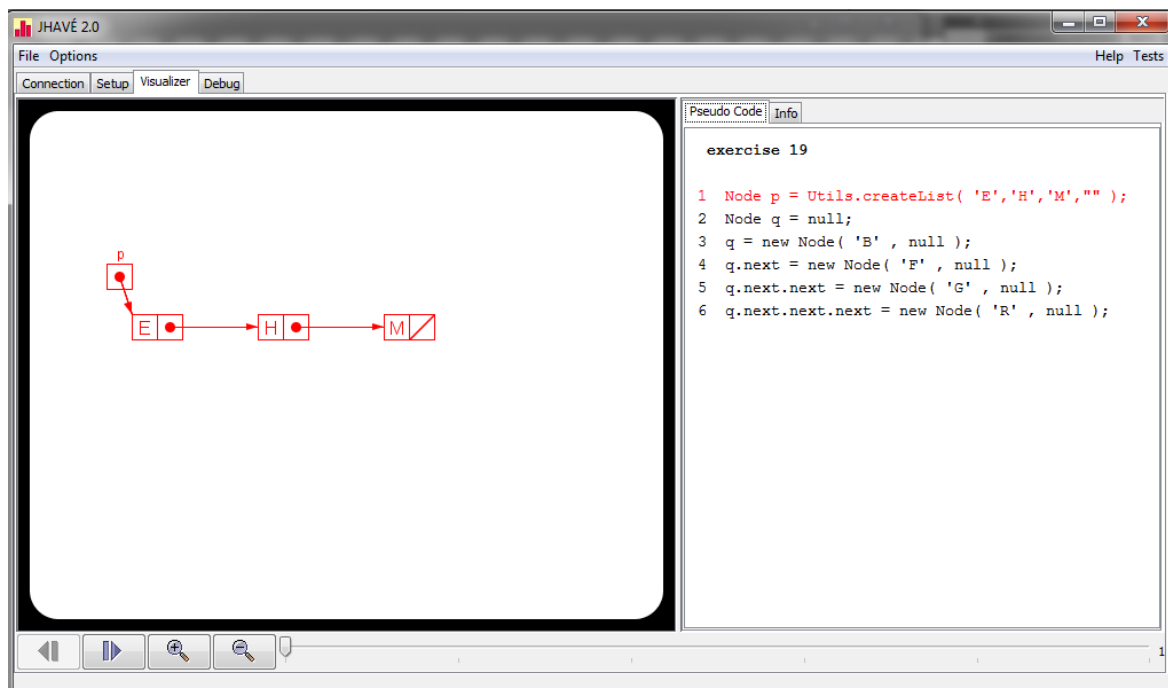 JHAVÉ 2.0
File Options Help Tests
Connection Setup Visualizer Debug
Pseudo Code Info
exercise 19
1 Node p = Utils.createList( 'E','H','M',"" );
2 Node q = null;
3 q = new Node( 'B' , null );
4 q.next = new Node( 'F' , null );
5 q.next.next = new Node( 'G' , null );
6 q.next.next.next = new Node( 'R' , null );
p
E H M
1